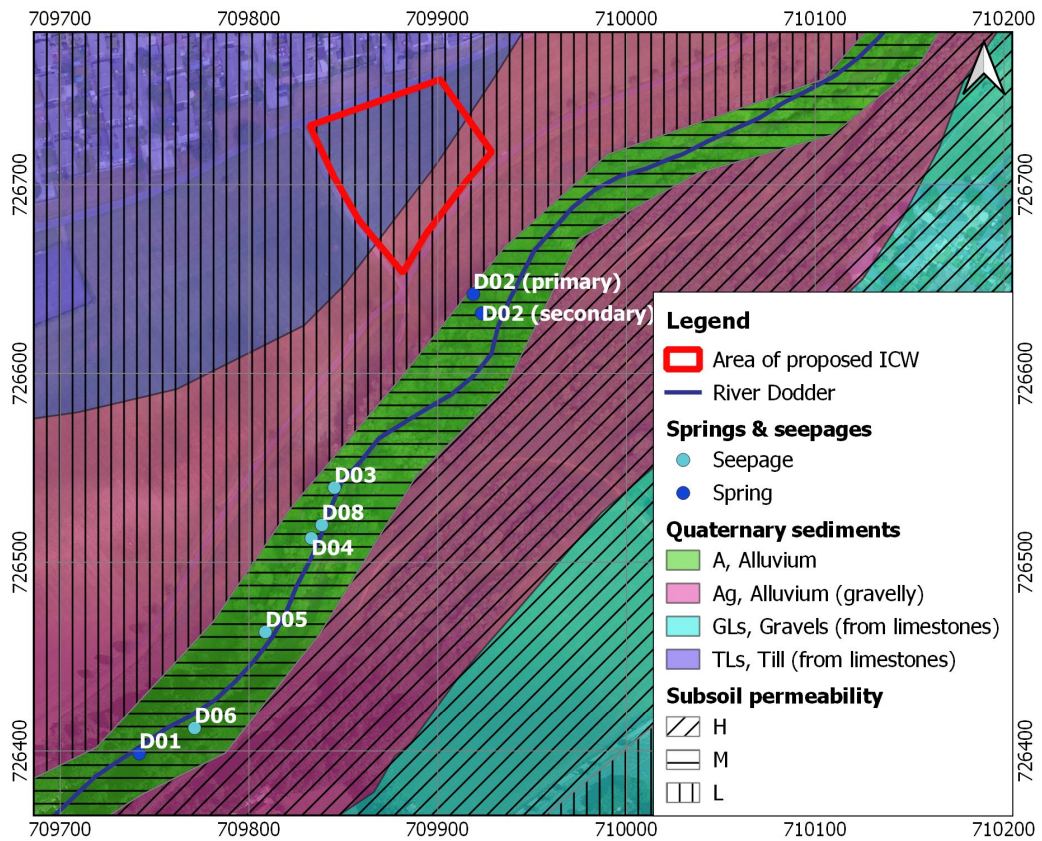 709700 709800 709900 710000 710100 710200
726700 726700
D02 (primary)
D02 (secondary)
Legend
Area of proposed ICW
726600 726600
River Dodder
Springs & seepages
Seepage
D03
Spring
D08
Quaternary sediments
D04
726500 726500
A, Alluvium
Ag, Alluvium (gravelly)
D05
GLs, Gravels (from limestones)
TLs, Till (from limestones)
Subsoil permeability
D06
H
D01
726400 726400
M
L
709700 709800 709900 710000 710100 710200